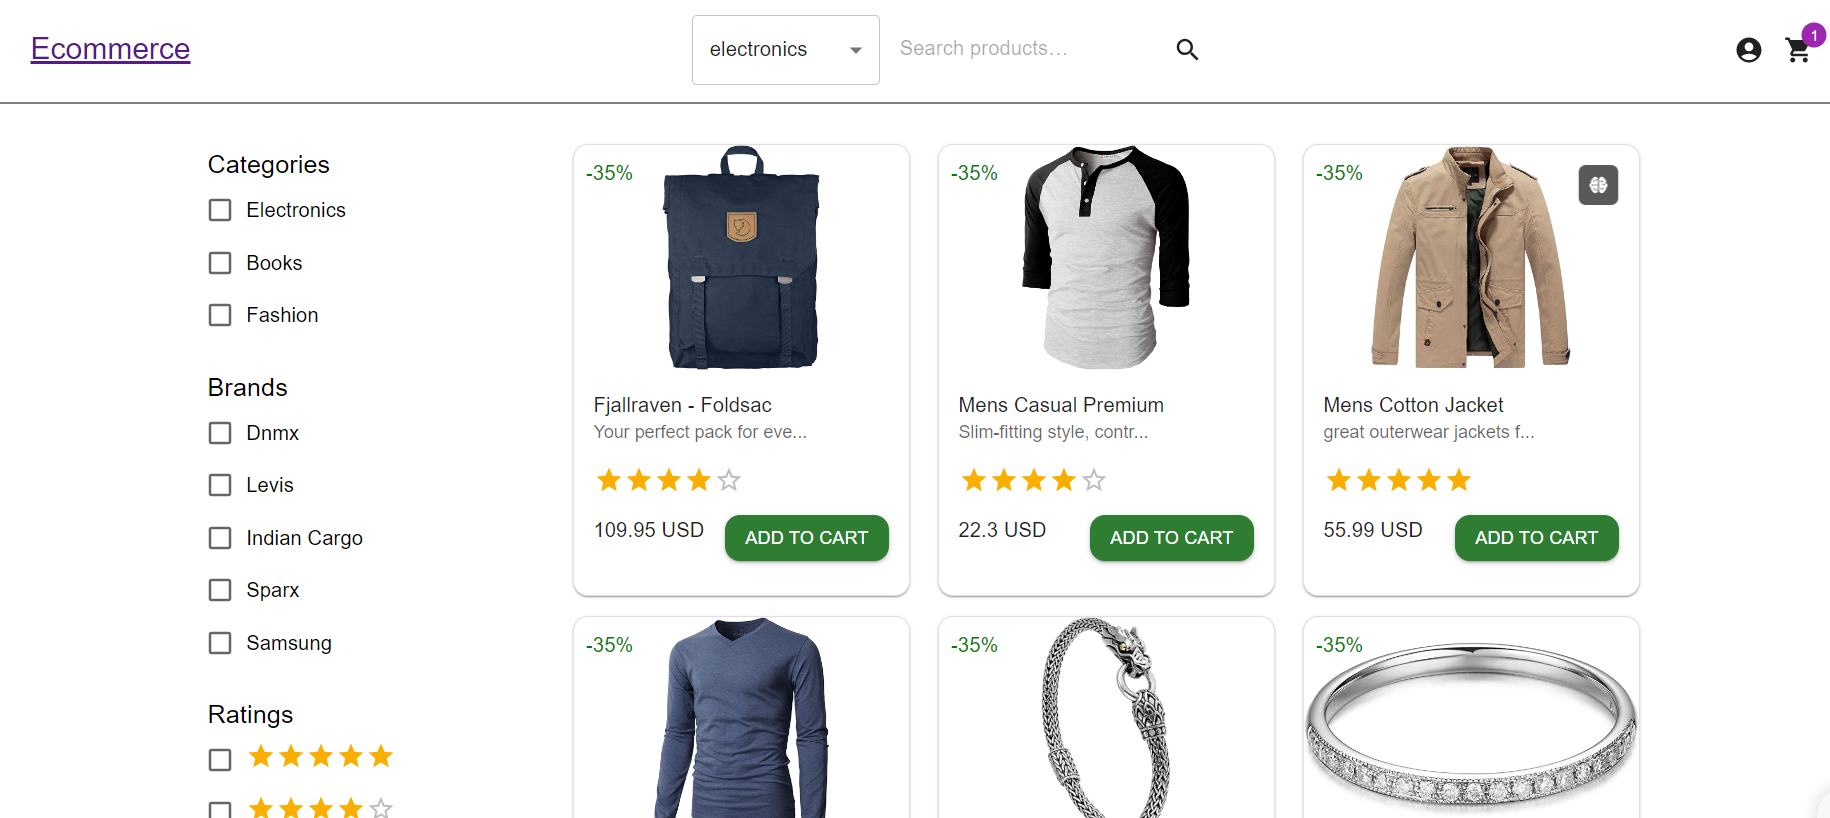 Ecommerce
electronics
Search products…
1
Categories
Electronics
Books
Fashion
Brands
Dnmx
Levis
Indian Cargo
Sparx
Samsung
Ratings
-35%
Fjallraven - Foldsac
Your perfect pack for eve...
109.95 USD
ADD TO CART
-35%
Mens Casual Premium
Slim-fitting style, contr...
22.3 USD
ADD TO CART
-35%
Mens Cotton Jacket
great outerwear jackets f...
55.99 USD
ADD TO CART
-35%
-35%
-35%